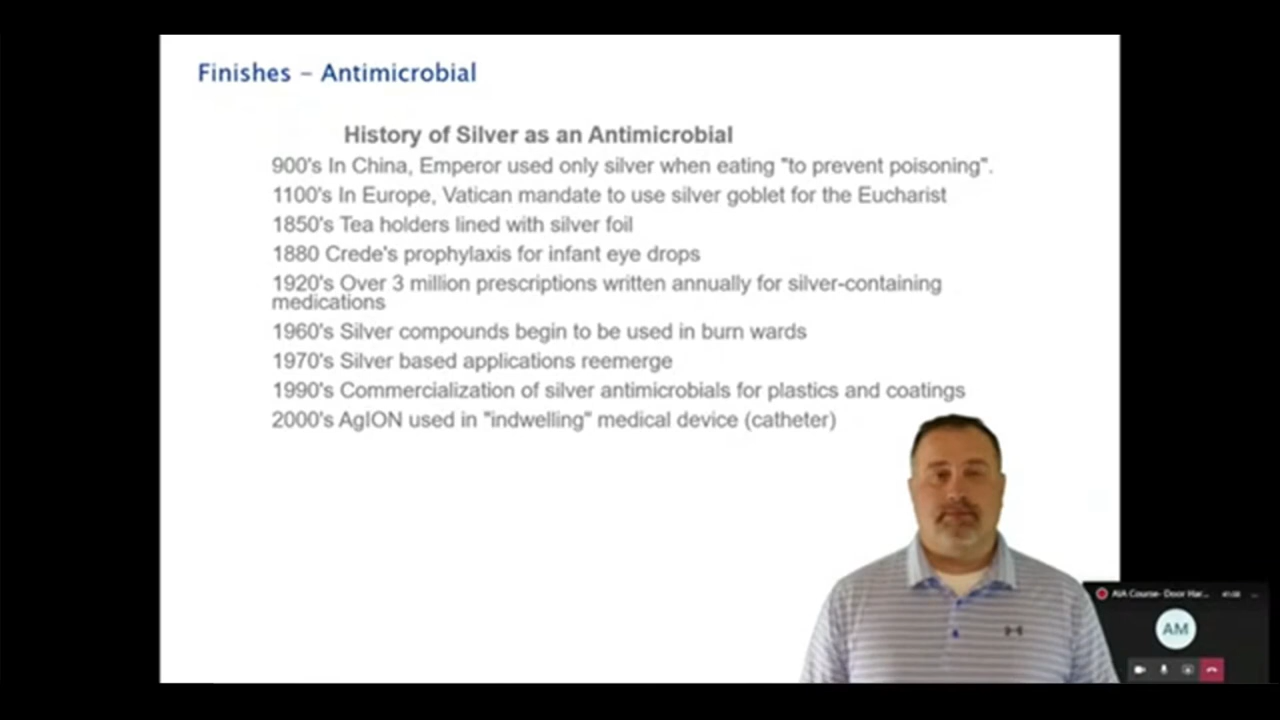 Finishes – Antimicrobial
History of Silver as an Antimicrobial
900's In China, Emperor used only silver when eating "to prevent poisoning".
1100's In Europe, Vatican mandate to use silver goblet for the Eucharist
1850's Tea holders lined with silver foil
1880 Crede's prophylaxis for infant eye drops
1920's Over 3 million prescriptions written annually for silver-containing
medications
1960's Silver compounds begin to be used in burn wards
1970's Silver based applications reemerge
1990's Commercialization of silver antimicrobials for plastics and coatings
2000's AgION used in "indwelling" medical device (catheter)
AIA Course- Door Har...
AM